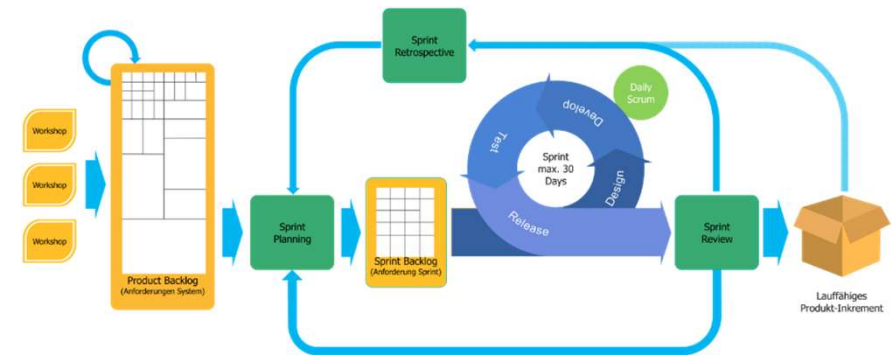 Workshop
Workshop
Workshop
Product Backlog
(Anforderungen System)
Sprint
Planning
Sprint Backlog
(Anforderung Sprint)
Sprint
Retrospective
Daily
Scrum
Sprint
max. 30
Days
Design
Develop
Test
Release
Sprint
Review
Lauffähiges
Produkt-Inkrement